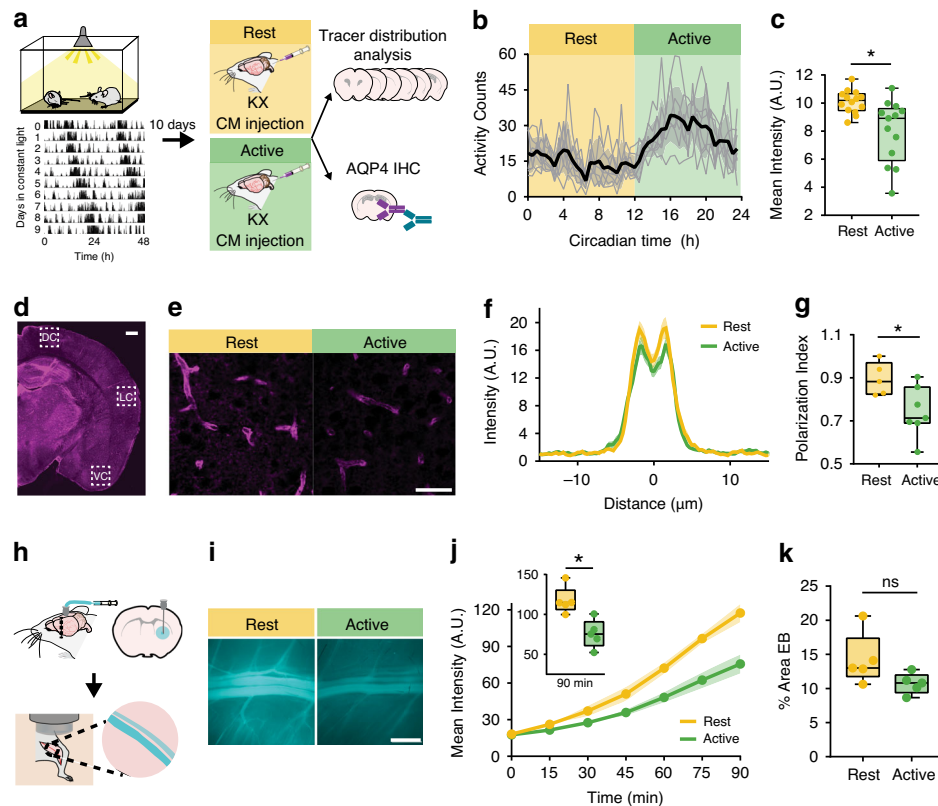 a
Rest
KX
CM injection
Active
KX
CM injection
10 days
Tracer distribution
analysis
AQP4 IHC
Days in constant light
0
1
2
3
4
5
6
7
8
9
0 24 48
Time (h)
b
Rest Active
Activity Counts
60
45
30
15
0
0 4 8 12 16 20 24
Circadian time (h)
c
*
Mean Intensity (A.U.)
12
10
8
6
4
2
Rest Active
d
DC
LC
VC
e
Rest Active
f
Intensity (A.U.)
20
16
12
8
4
0
−10 0 10
Distance (µm)
Rest
Active
g
*
Polarization Index
0.9
0.7
0.5
Rest Active
h
i
Rest Active
j
Mean Intensity (A.U.)
120
90
60
30
0
0 15 30 45 60 75 90
Time (min)
*
150
100
50
90 min
Rest
Active
k
ns
% Area EB
25
20
15
10
5
0
Rest Active